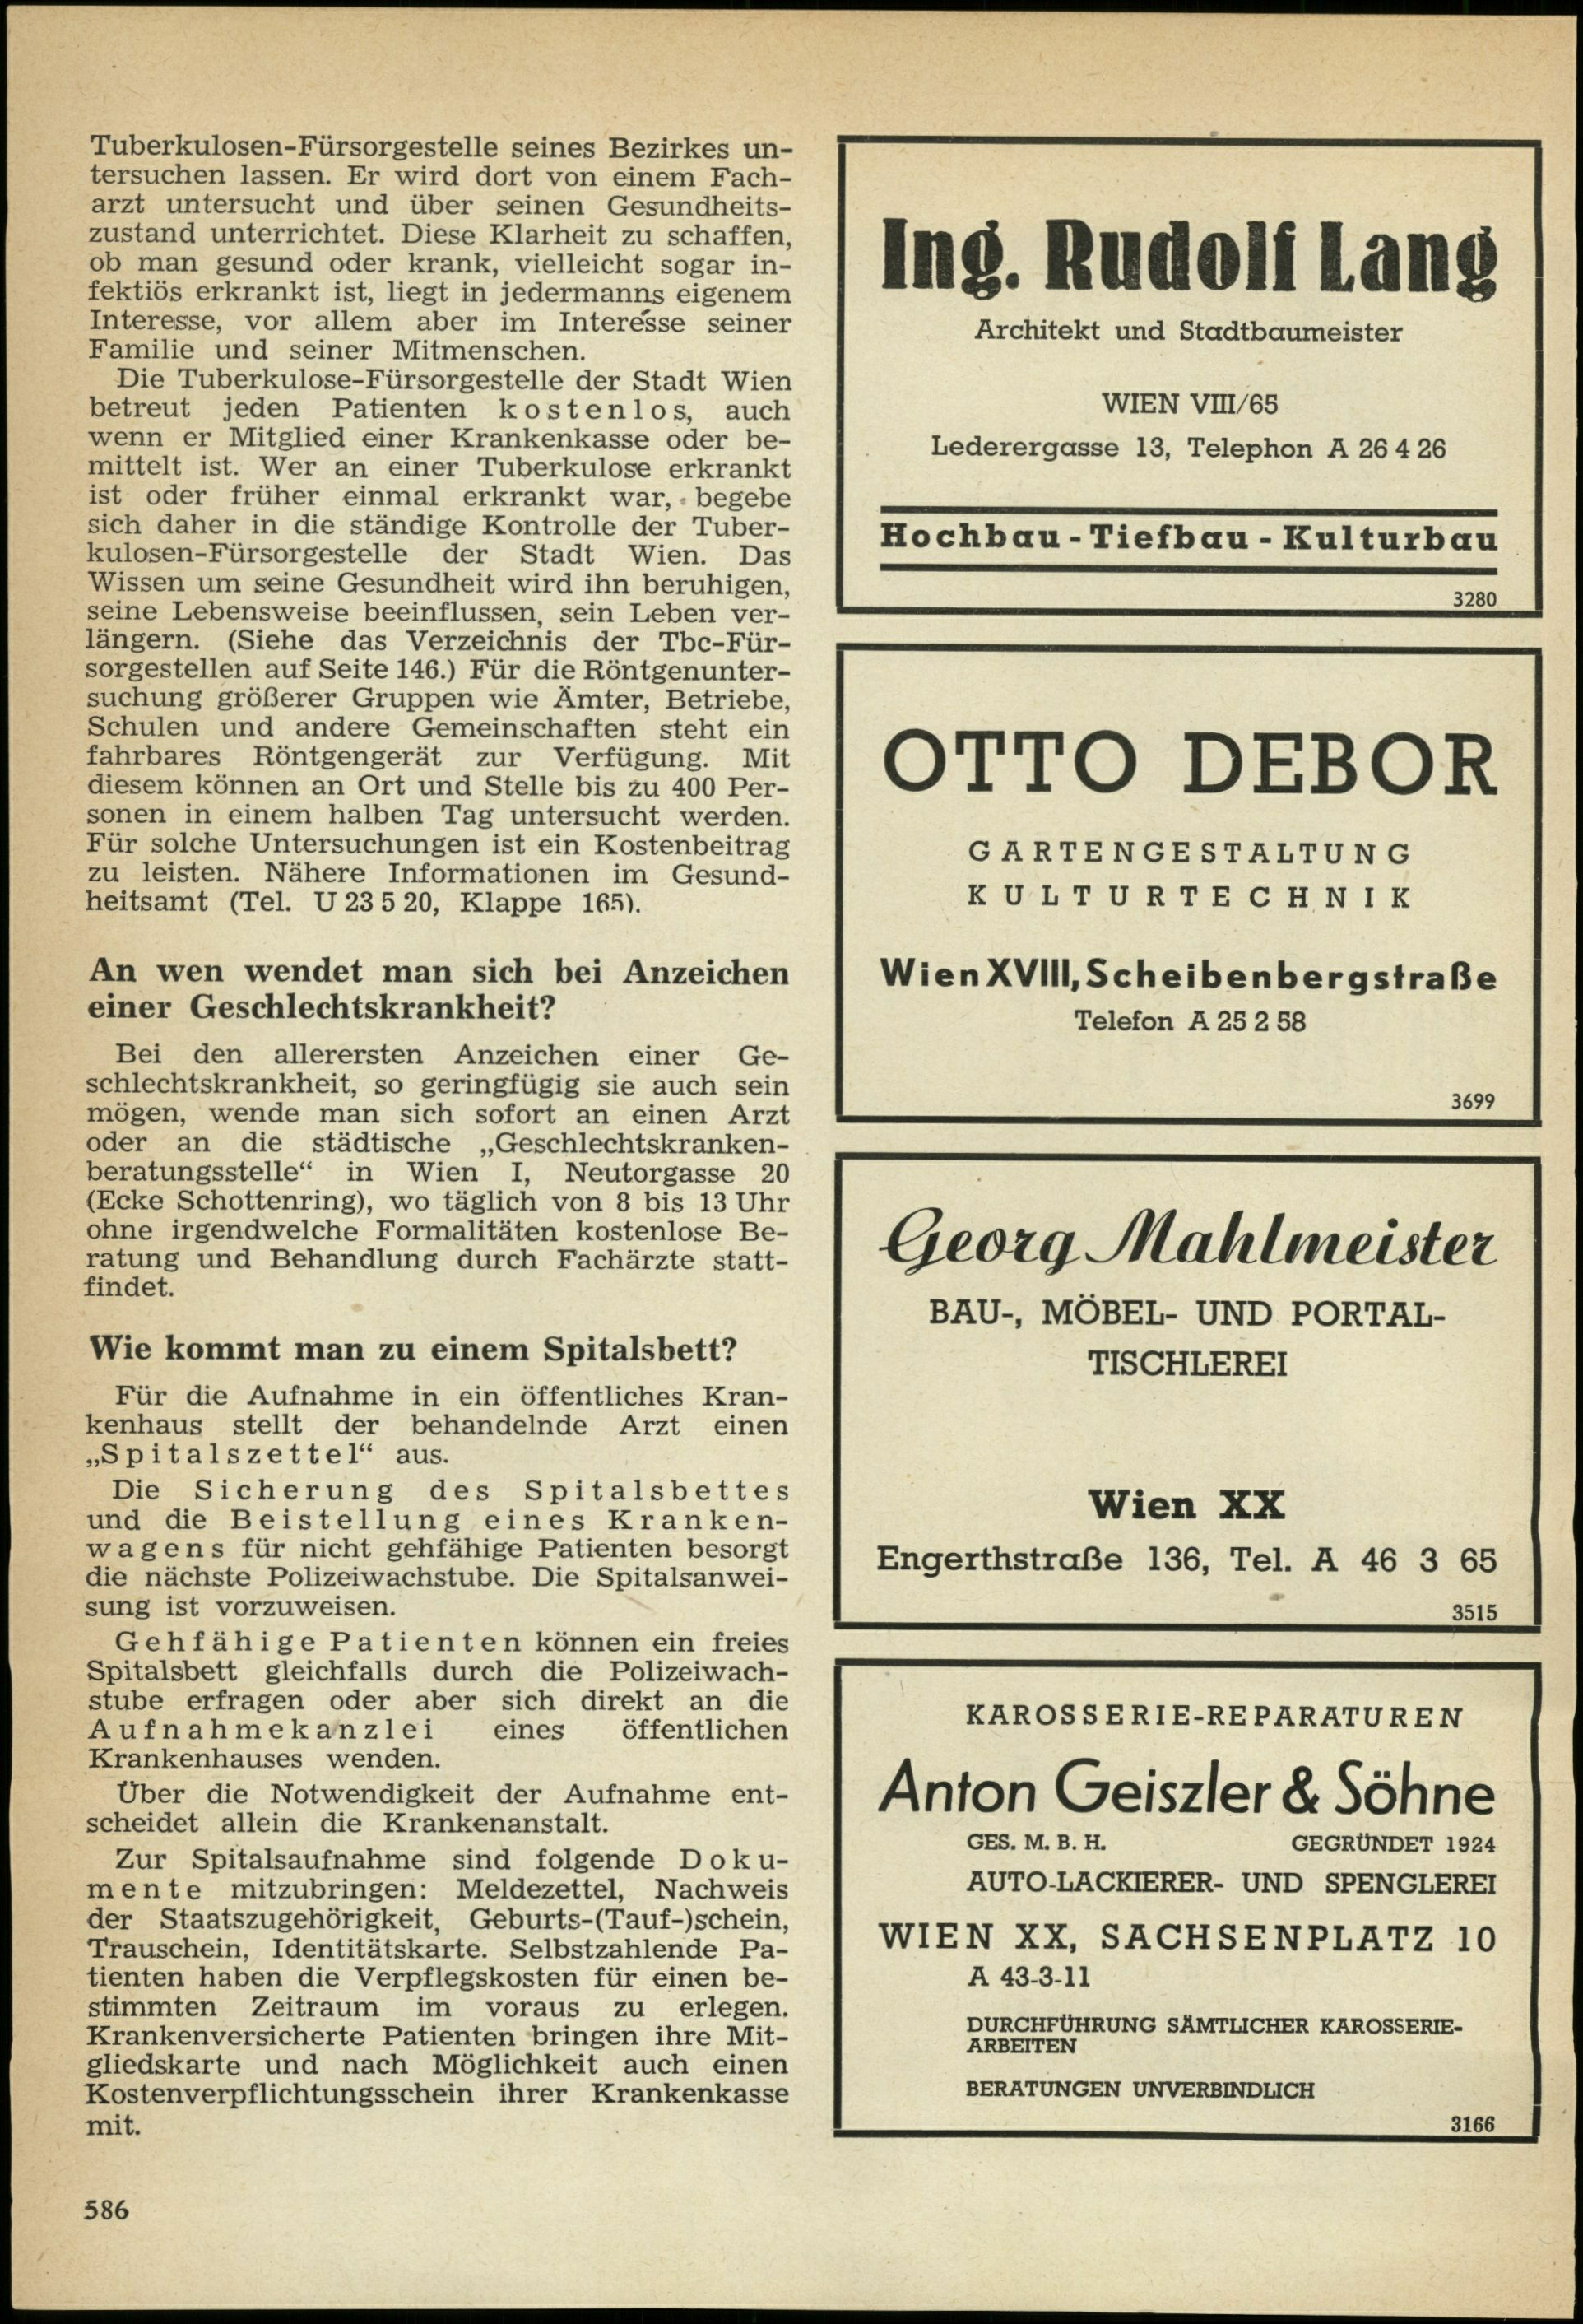 Tuberkulosen-Fürsorgestelle seines Bezirkes un-
tersuchen lassen. Er wird dort von einem Fach-
arzt untersucht und über seinen Gesundheits-
zustand unterrichtet. Diese Klarheit zu schaffen,
ob man gesund oder krank, vielleicht sogar in-
fektiös erkrankt ist, liegt in jedermanns eigenem
Interesse, vor allem aber im Interesse seiner
Familie und seiner Mitmenschen.
Die Tuberkulose-Fürsorgestelle der Stadt Wien
betreut jeden Patienten kostenlos, auch
wenn er Mitglied einer Krankenkasse oder be-
mittelt ist. Wer an einer Tuberkulose erkrankt
ist oder früher einmal erkrankt war, begebe
sich daher in die ständige Kontrolle der Tuber-
kulosen-Fürsorgestelle der Stadt Wien. Das
Wissen um seine Gesundheit wird ihn beruhigen,
seine Lebensweise beeinflussen, sein Leben ver-
längern. (Siehe das Verzeichnis der Tbc-Für-
sorgestellen auf Seite 146.) Für die Röntgenunter-
suchung größerer Gruppen wie Ämter, Betriebe,
Schulen und andere Gemeinschaften steht ein
fahrbares Röntgengerät zur Verfügung. Mit
diesem können an Ort und Stelle bis zu 400 Per-
sonen in einem halben Tag untersucht werden.
Für solche Untersuchungen ist ein Kostenbeitrag
zu leisten. Nähere Informationen im Gesund-
heitsamt (Tel. U 23 5 20, Klappe 165).
An wen wendet man sich bei Anzeichen
einer Geschlechtskrankheit?
Bei den allerersten Anzeichen einer Ge-
schlechtskrankheit, so geringfügig sie auch sein
mögen, wende man sich sofort an einen Arzt
oder an die städtische „Geschlechtskranken-
beratungsstelle“ in Wien I, Neutorgasse 20
(Ecke Schottenring), wo täglich von 8 bis 13 Uhr
ohne irgendwelche Formalitäten kostenlose Be-
ratung und Behandlung durch Fachärzte statt-
findet.
Wie kommt man zu einem Spitalsbett?
Für die Aufnahme in ein öffentliches Kran-
kenhaus stellt der behandelnde Arzt einen
„Spitalszettel“ aus.
Die Sicherung des Spitalsbettes
und die Beistellung eines Kranken-
wagens für nicht gehfähige Patienten besorgt
die nächste Polizeiwachstube. Die Spitalsanwei-
sung ist vorzuweisen.
Gehfähige Patienten können ein freies
Spitalsbett gleichfalls durch die Polizeiwach-
stube erfragen oder aber sich direkt an die
Aufnahmekanzlei eines öffentlichen
Krankenhauses wenden.
Über die Notwendigkeit der Aufnahme ent-
scheidet allein die Krankenanstalt.
Zur Spitalsaufnahme sind folgende Doku-
mente mitzubringen: Meldezettel, Nachweis
der Staatszugehörigkeit, Geburts-(Tauf-)schein,
Trauschein, Identitätskarte. Selbstzahlende Pa-
tienten haben die Verpflegskosten für einen be-
stimmten Zeitraum im voraus zu erlegen.
Krankenversicherte Patienten bringen ihre Mit-
gliedskarte und nach Möglichkeit auch einen
Kostenverpflichtungsschein ihrer Krankenkasse
mit.
586
Ing. Rudolf Lang
Architekt und Stadtbaumeister
WIEN VIII/65
Lederergasse 13, Telephon A 26 4 26
Hochbau - Tiefbau - Kulturbau
3280
OTTO DEBOR
GARTENGESTALTUNG
KULTURTECHNIK
Wien XVIII, Scheibenbergstraße
Telefon A 25 2 58
3699
Georg Mahlmeister
BAU-, MÖBEL- UND PORTAL-
TISCHLEREI
Wien XX
Engerthstraße 136, Tel. A 46 3 65
3515
KAROSSERIE-REPARATUREN
Anton Geiszler & Söhne
GES. M. B. H. GEGRÜNDET 1924
AUTO-LACKIERER- UND SPENGLEREI
WIEN XX, SACHSENPLATZ 10
A 43-3-11
DURCHFÜHRUNG SÄMTLICHER KAROSSERIE-
ARBEITEN
BERATUNGEN UNVERBINDLICH
3166